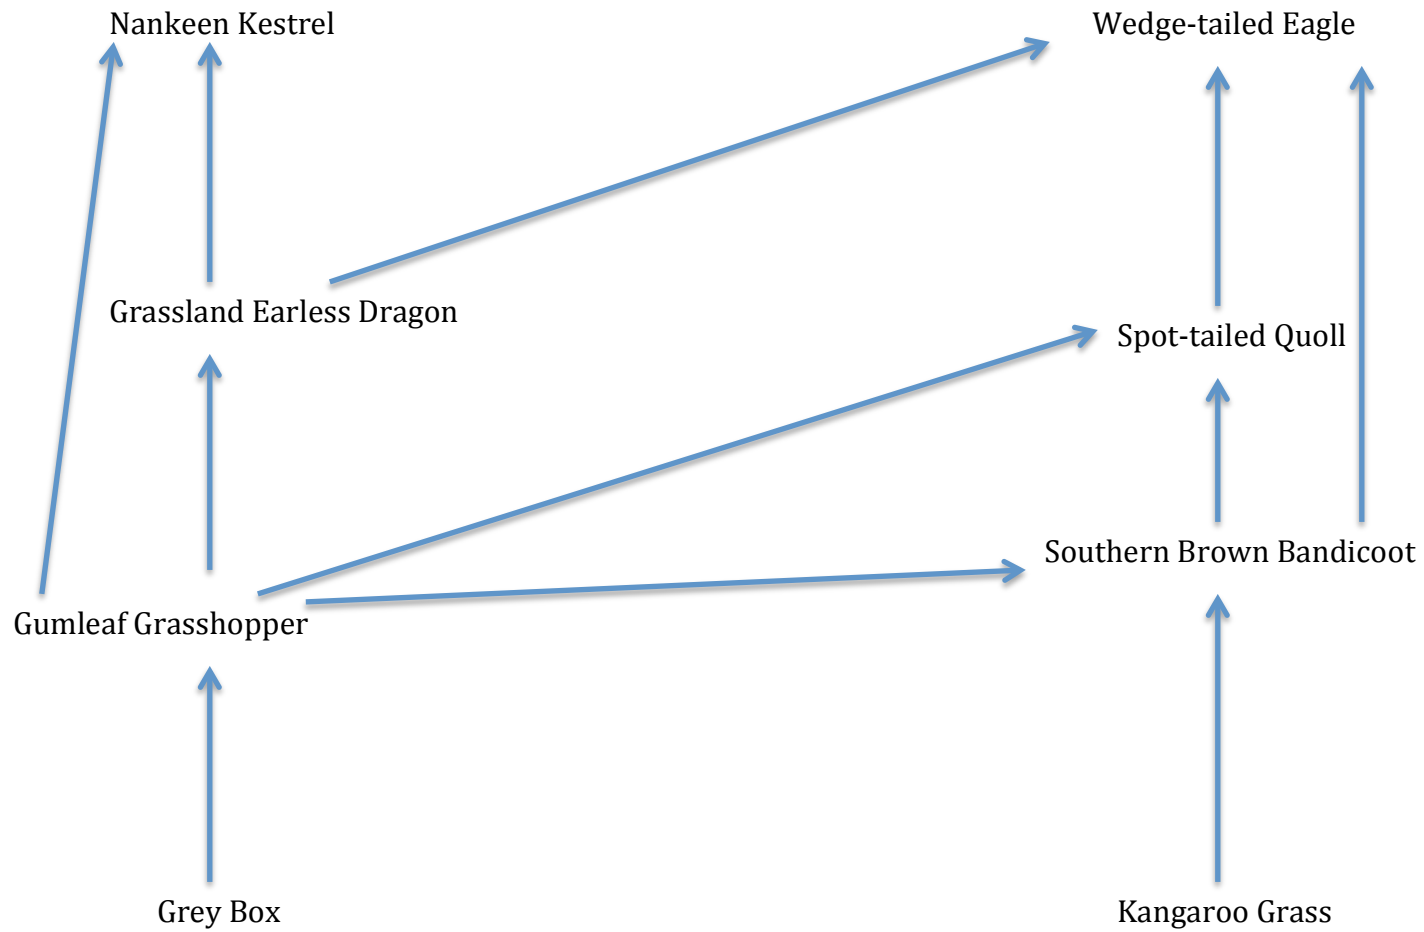 Nankeen Kestrel
Wedge-tailed Eagle
Grassland Earless Dragon
Spot-tailed Quoll
Southern Brown Bandicoot
Gumleaf Grasshopper
Grey Box
Kangaroo Grass